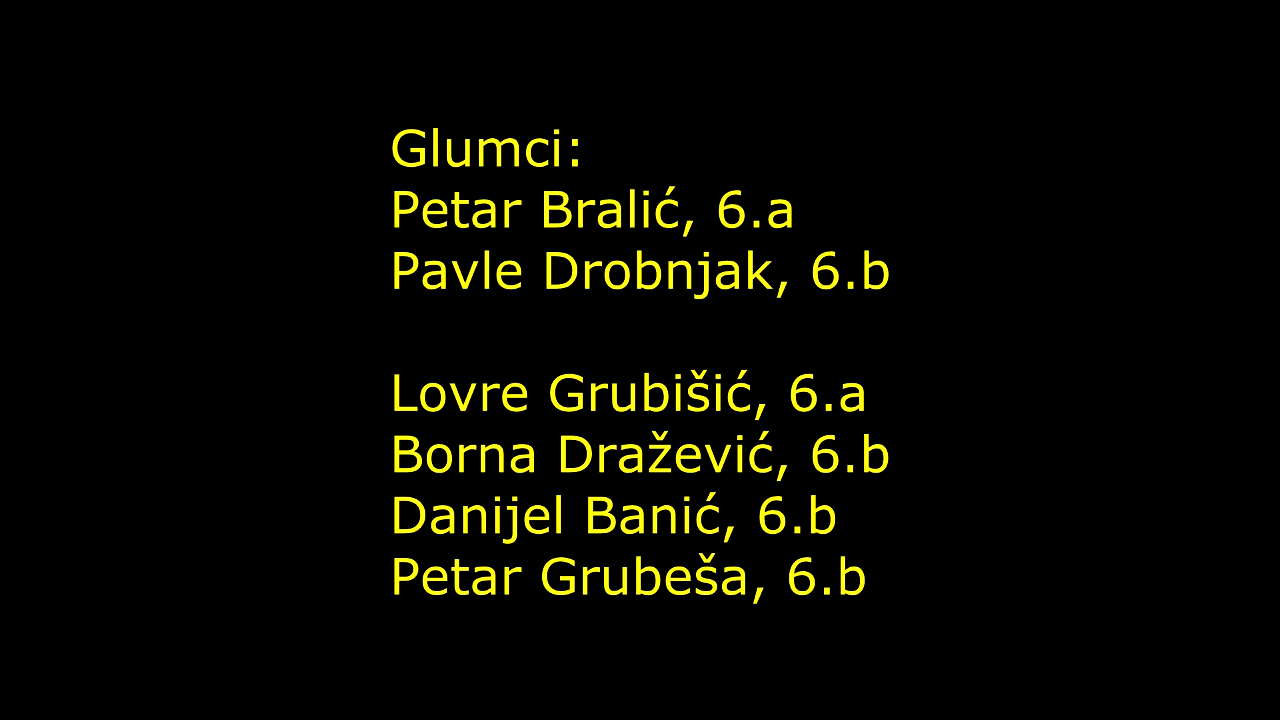 Glumci:
Petar Bralić, 6.a
Pavle Drobnjak, 6.b
Lovre Grubišić, 6.a
Borna Dražević, 6.b
Danijel Banić, 6.b
Petar Grubeša, 6.b